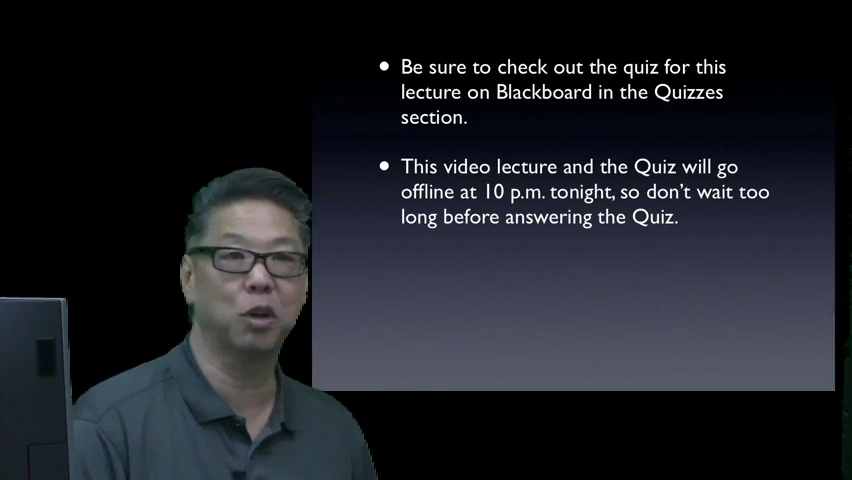 • Be sure to check out the quiz for this
lecture on Blackboard in the Quizzes
section.
• This video lecture and the Quiz will go
offline at 10 p.m. tonight, so don't wait too
long before answering the Quiz.